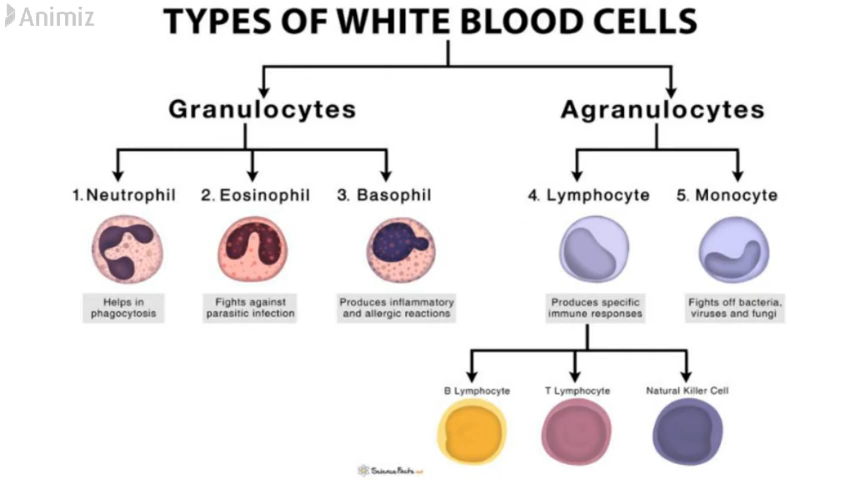 Animiz
TYPES OF WHITE BLOOD CELLS
Granulocytes
Agranulocytes
1. Neutrophil
2. Eosinophil
3. Basophil
4. Lymphocyte
5. Monocyte
Helps in
phagocytosis
Fights against
parasitic infection
Produces inflammatory
and allergic reactions
Produces specific
immune responses
Fights off bacteria,
viruses and fungi
B Lymphocyte
T Lymphocyte
Natural Killer Cell
ScienceFacts.net